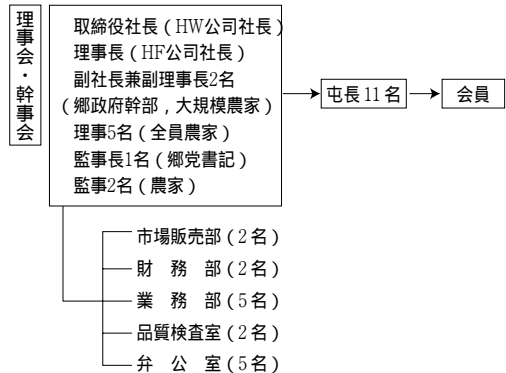 理事会・幹事会
取締役社長（HW公司社長）
理事長（HF公司社長）
副社長兼副理事長2名
（郷政府幹部，大規模農家）
理事5名（全員農家）
監事長1名（郷党書記）
監事2名（農家）
屯長11名
会員
市場販売部（2名）
財　務　部（2名）
業　務　部（5名）
品質検査室（2名）
弁　公　室（5名）